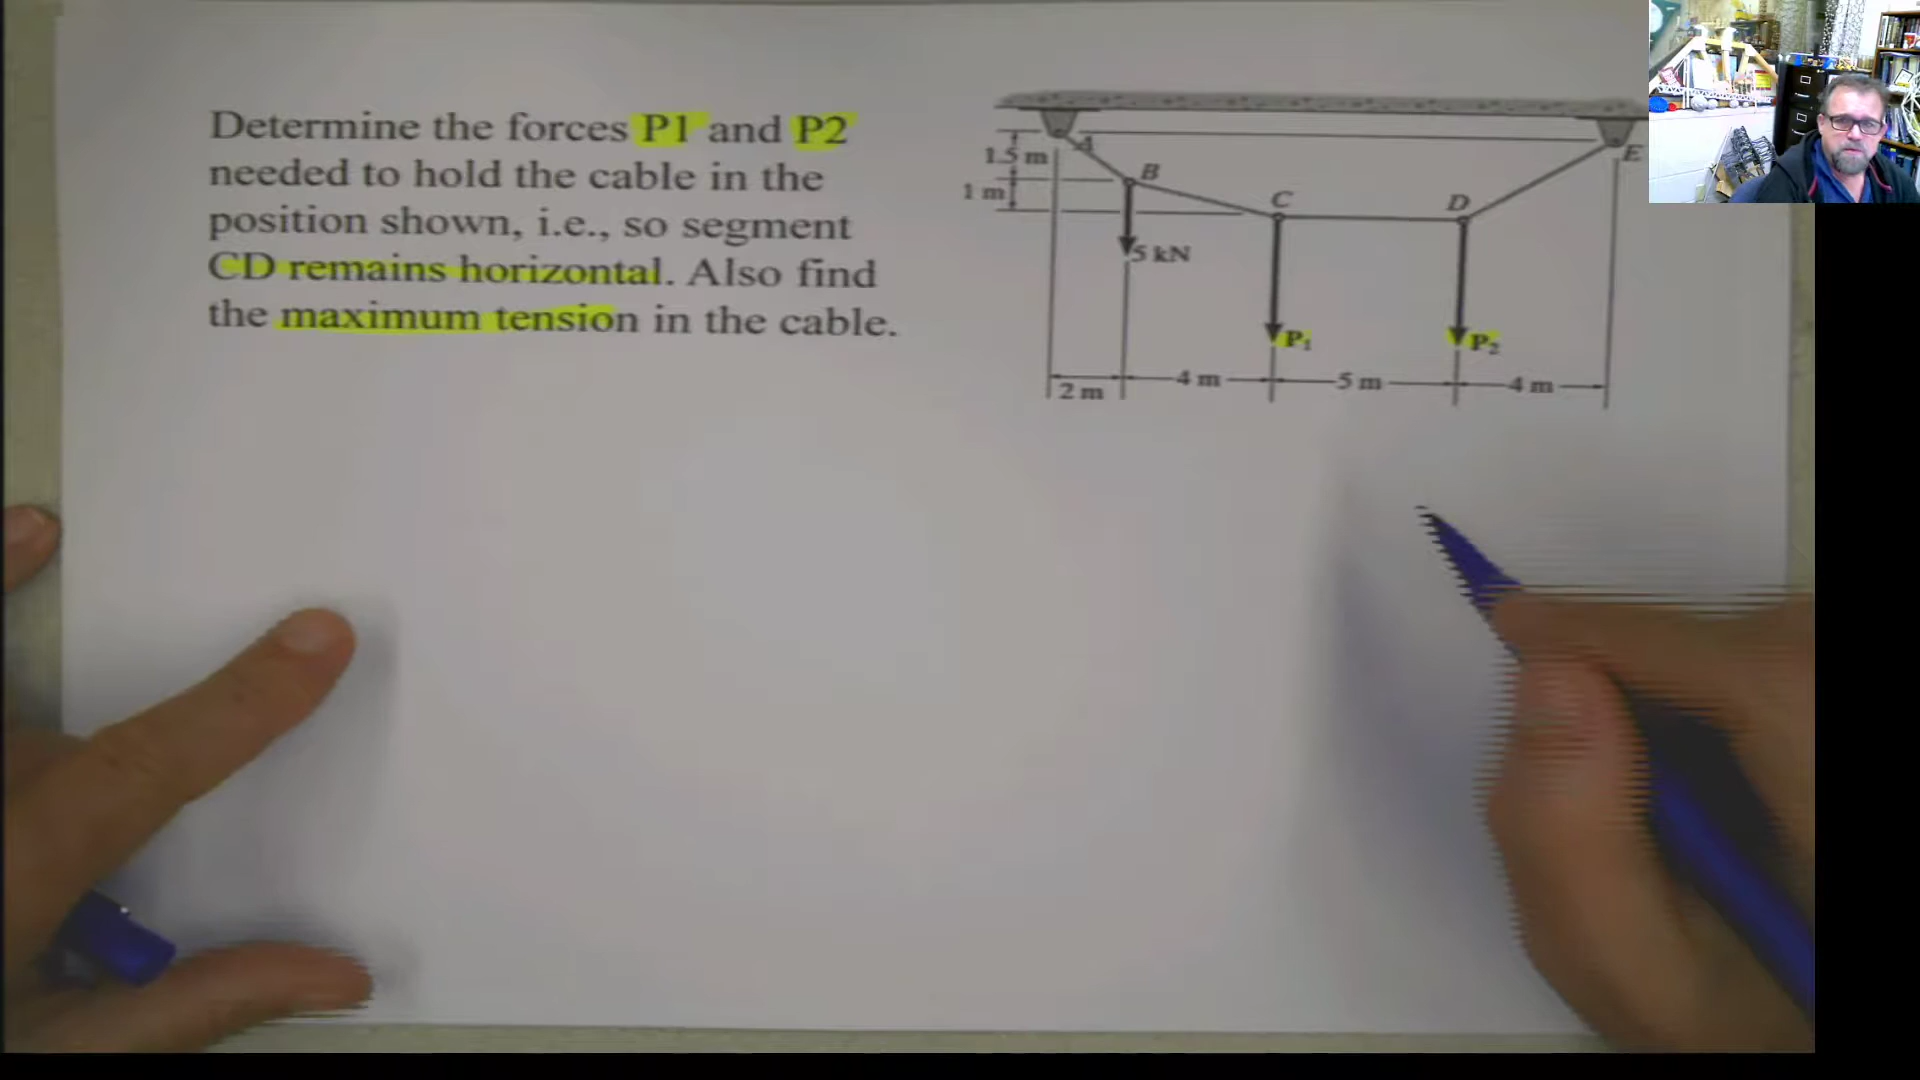 Determine the forces P1 and P2
needed to hold the cable in the
position shown, i.e., so segment
CD remains horizontal. Also find
the maximum tension in the cable.
A
E
1.5 m
B
1 m
C
D
5 kN
P₁
P₂
2 m
4 m
5 m
4 m